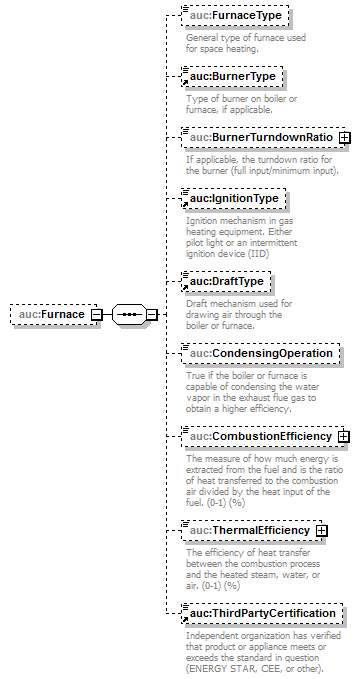 auc:FurnaceType
General type of furnace used
for space heating.
auc:BurnerType
Type of burner on boiler or
furnace, if applicable.
auc:BurnerTurndownRatio
If applicable, the turndown ratio for
the burner (full input/minimum input).
auc:IgnitionType
Ignition mechanism in gas
heating equipment. Either
pilot light or an intermittent
ignition device (IID)
auc:DraftType
Draft mechanism used for
drawing air through the
boiler or furnace.
auc:Furnace
auc:CondensingOperation
True if the boiler or furnace is
capable of condensing the water
vapor in the exhaust flue gas to
obtain a higher efficiency.
auc:CombustionEfficiency
The measure of how much energy is
extracted from the fuel and is the ratio
of heat transferred to the combustion
air divided by the heat input of the
fuel. (0-1) (%)
auc:ThermalEfficiency
The efficiency of heat transfer
between the combustion process
and the heated steam, water, or
air. (0-1) (%)
auc:ThirdPartyCertification
Independent organization has verified
that product or appliance meets or
exceeds the standard in question
(ENERGY STAR, CEE, or other).